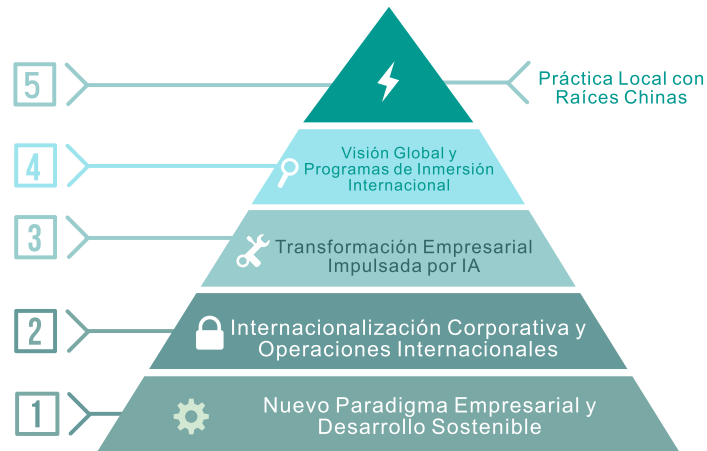 5
Práctica Local con
Raíces Chinas
4
Visión Global y
Programas de Inmersión
Internacional
3
Transformación Empresarial
Impulsada por IA
2
Internacionalización Corporativa y
Operaciones Internacionales
1
Nuevo Paradigma Empresarial y
Desarrollo Sostenible